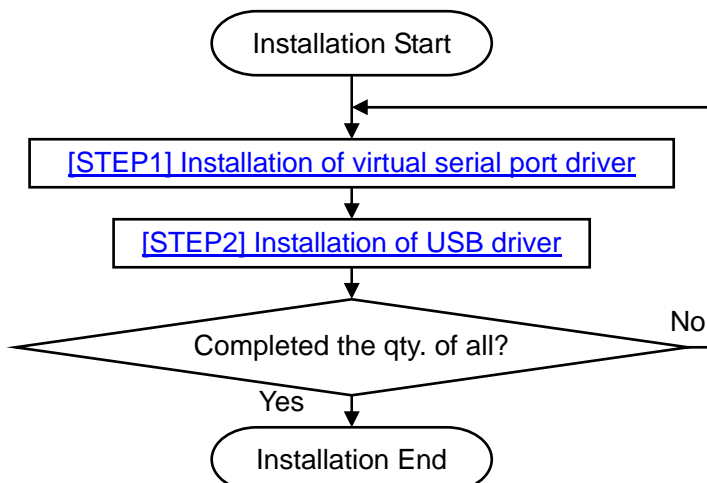 Installation Start
[STEP1] Installation of virtual serial port driver
[STEP2] Installation of USB driver
Completed the qty. of all?
No
Yes
Installation End